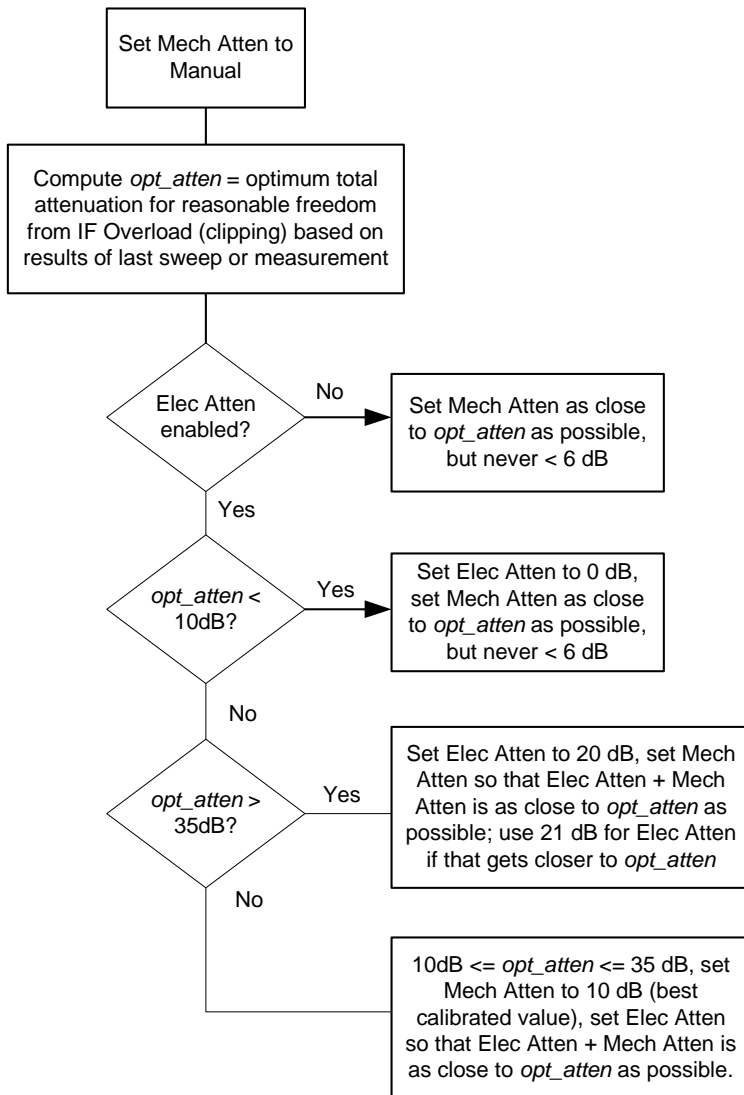 Set Mech Atten to
Manual
Compute opt_atten = optimum total
attenuation for reasonable freedom
from IF Overload (clipping) based on
results of last sweep or measurement
Elec Atten
enabled?
No
Set Mech Atten as close
to opt_atten as possible,
but never < 6 dB
Yes
opt_atten <
10dB?
Yes
Set Elec Atten to 0 dB,
set Mech Atten as close
to opt_atten as possible,
but never < 6 dB
No
opt_atten >
35dB?
Yes
Set Elec Atten to 20 dB, set Mech
Atten so that Elec Atten + Mech
Atten is as close to opt_atten as
possible; use 21 dB for Elec Atten
if that gets closer to opt_atten
No
10dB <= opt_atten <= 35 dB, set
Mech Atten to 10 dB (best
calibrated value), set Elec Atten
so that Elec Atten + Mech Atten is
as close to opt_atten as possible.